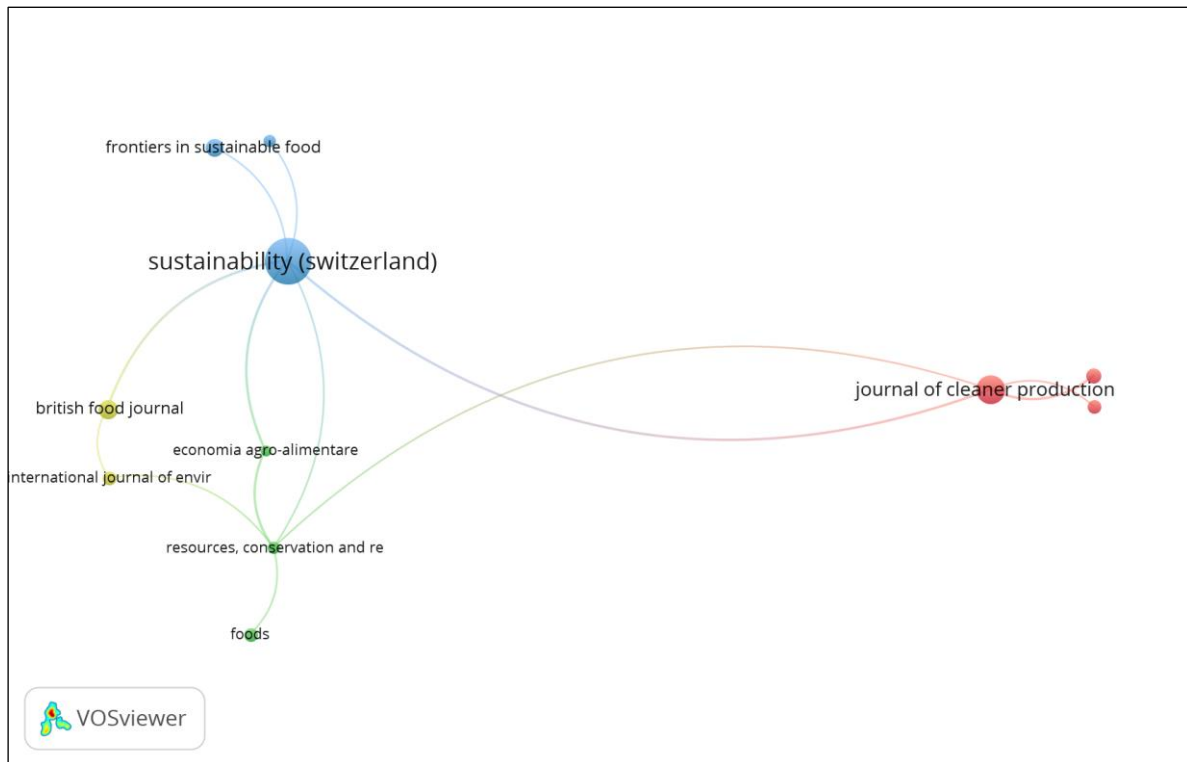 frontiers in sustainable food
sustainability (switzerland)
journal of cleaner production
british food journal
economia agro-alimentare
international journal of envir
resources, conservation and re
foods
VOSviewer